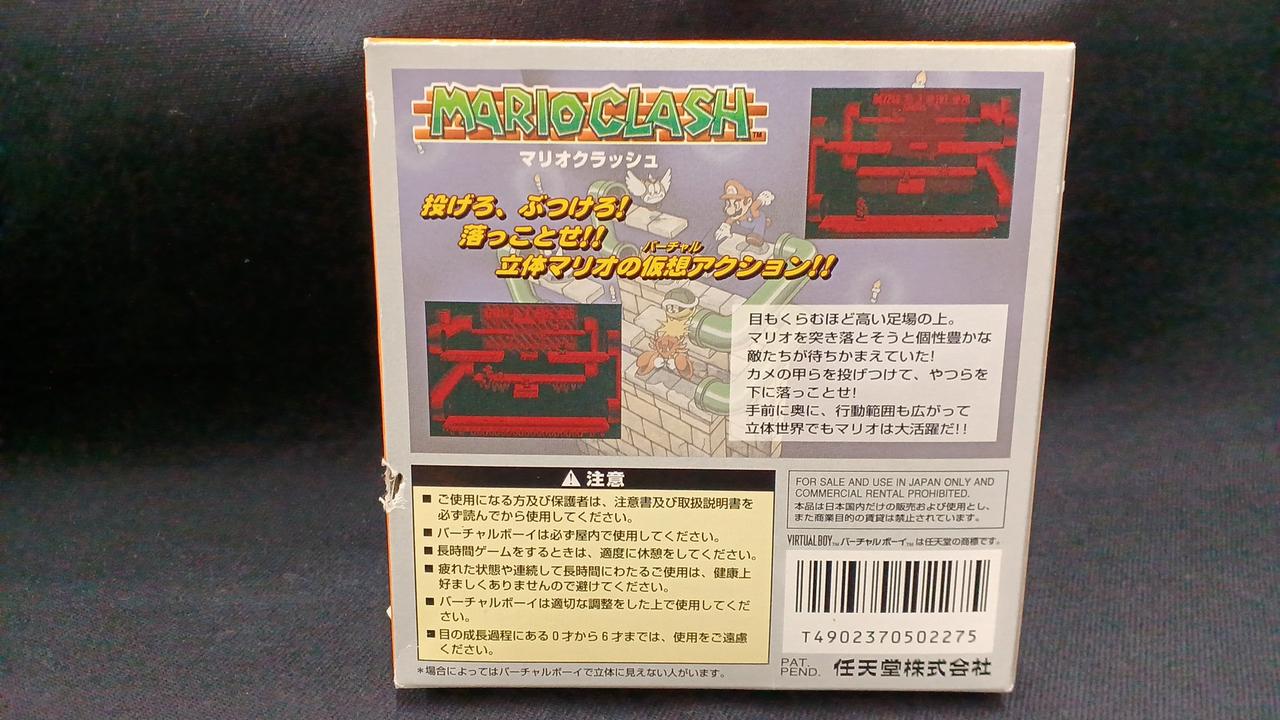 MARIO CLASH™
マリオクラッシュ
投げろ、ぶつけろ!
落っことせ!!
バーチャル
立体マリオの仮想アクション!!
目もくらむほど高い足場の上。
マリオを突き落とそうと個性豊かな
敵たちが待ちかまえていた!
カメの甲らを投げつけて、やつらを
下に落っことせ!
手前に奥に、行動範囲も広がって
立体世界でもマリオは大活躍だ!!
注意
■ ご使用になる方及び保護者は、注意書及び取扱説明書を
必ず読んでから使用してください。
■ バーチャルボーイは必ず屋内で使用してください。
■ 長時間ゲームをするときは、適度に休憩をしてください。
■ 疲れた状態や連続して長時間にわたるご使用は、健康上
好ましくありませんので避けてください。
■ バーチャルボーイは適切な調整をした上で使用してくだ
さい。
■ 目の成長過程にある0才から6才までは、使用をご遠慮
ください。
*場合によってはバーチャルボーイで立体に見えない人がいます。
FOR SALE AND USE IN JAPAN ONLY AND
COMMERCIAL RENTAL PROHIBITED.
本品は日本国内だけの販売および使用とし、
また商業目的の賃貸は禁止されています。
VIRTUAL BOY™ バーチャルボーイ™ は任天堂の商標です。
T4902370502275
PAT.
PEND.
任天堂株式会社